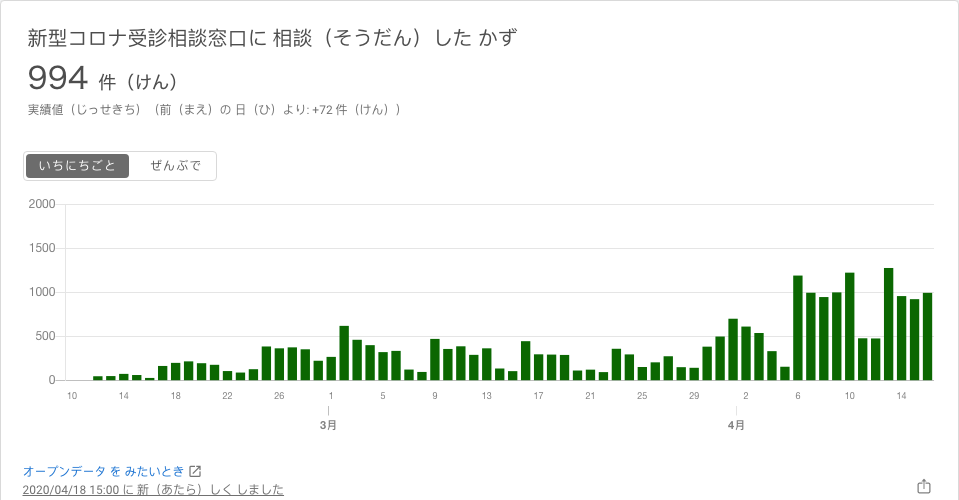 新型コロナ受診相談窓口に 相談（そうだん）した かず
994 件（けん）
実績値（じっせきち）（前（まえ）の 日（ひ）より: +72 件（けん））
いちにちごと ぜんぶで
2000
1500
1000
500
0
10 14 18 22 26 1 5 9 13 17 21 25 29 2 6 10 14
3月 4月
オープンデータ を みたいとき
2020/04/18 15:00 に 新（あたら）しく しました